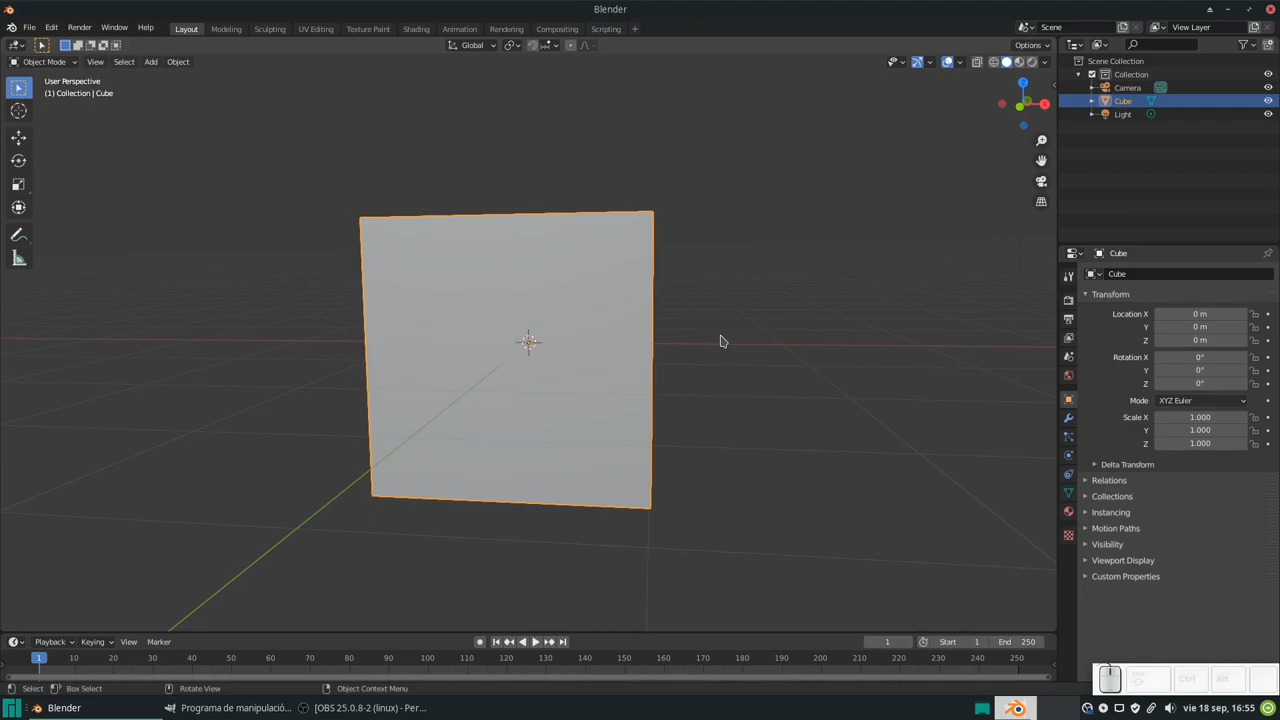 Blender
File Edit Render Window Help Layout Modeling Sculpting UV Editing Texture Paint Shading Animation Rendering Compositing Scripting + Scene View Layer
Global Options
Object Mode View Select Add Object
User Perspective
(1) Collection | Cube
Z
X
Scene Collection
Collection
Camera
Cube
Light
Cube
Cube
Transform
Location X 0 m
Y 0 m
Z 0 m
Rotation X 0°
Y 0°
Z 0°
Mode XYZ Euler
Scale X 1.000
Y 1.000
Z 1.000
Delta Transform
Relations
Collections
Instancing
Motion Paths
Visibility
Viewport Display
Custom Properties
Playback Keying View Marker 1 Start 1 End 250
1 10 20 30 40 50 60 70 80 90 100 110 120 130 140 150 160 170 180 190 200 210 220 230 240 250
Select Box Select Rotate View Object Context Menu
Ctrl Alt
Blender Programa de manipulació... [OBS 25.0.8-2 (linux) - Per... vie 18 sep, 16:55